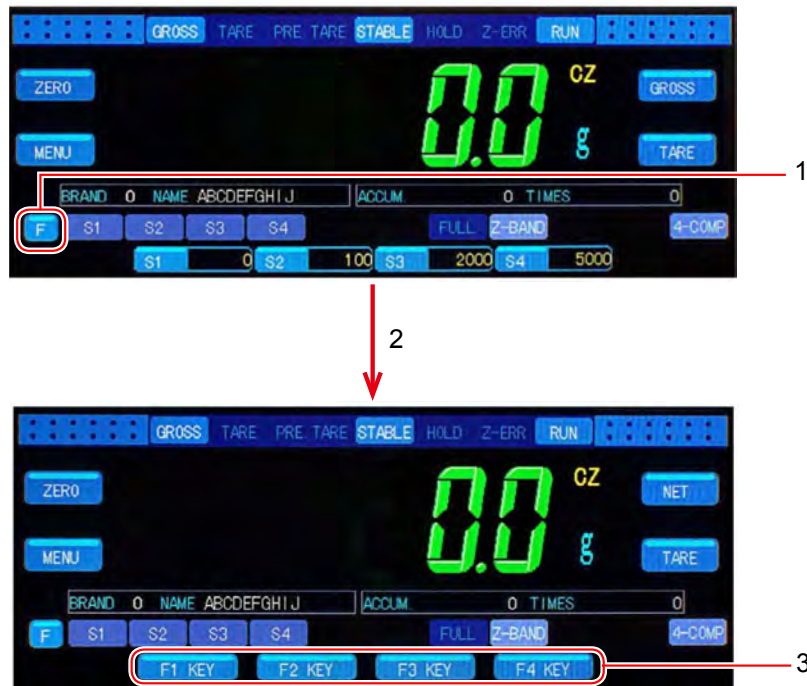 GROSS TARE PRE. TARE STABLE HOLD Z-ERR RUN
CZ
ZERO GROSS
0.0
g
MENU TARE
1
BRAND 0 NAME ABCDEFGHIJ ACCUM. 0 TIMES 0
F S1 S2 S3 S4 FULL Z-BAND 4-COMP
S1 0 S2 100 S3 2000 S4 5000
2
GROSS TARE PRE. TARE STABLE HOLD Z-ERR RUN
CZ
ZERO NET
0.0
g
MENU TARE
BRAND 0 NAME ABCDEFGHIJ ACCUM. 0 TIMES 0
F S1 S2 S3 S4 FULL Z-BAND 4-COMP
F1 KEY F2 KEY F3 KEY F4 KEY
3